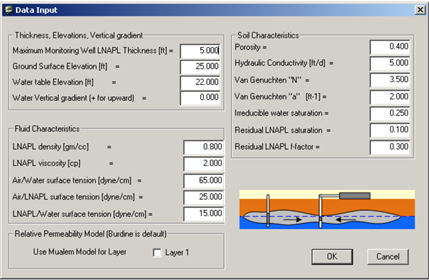 Data Input
Thickness, Elevations, Vertical gradient
Maximum Monitoring Well LNAPL Thickness [ft] = 5.000
Ground Surface Elevation [ft] = 25.000
Water table Elevation [ft] = 22.000
Water Vertical gradient (+ for upward) = 0.000
Fluid Characteristics
LNAPL density [gm/cc] = 0.800
LNAPL viscosity [cp] = 2.000
Air/Water surface tension [dyne/cm] = 65.000
Air/LNAPL surface tension [dyne/cm] = 25.000
LNAPL/Water surface tension [dyne/cm] = 15.000
Relative Permeability Model (Burdine is default)
Use Mualem Model for Layer
Layer 1
Soil Characteristics
Porosity = 0.400
Hydraulic Conductivity [ft/d] = 5.000
Van Genuchten "N" = 3.500
Van Genuchten "a" [ft-1] = 2.000
Irreducible water saturation = 0.250
Residual LNAPL saturation = 0.100
Residual LNAPL f-factor = 0.300
OK
Cancel